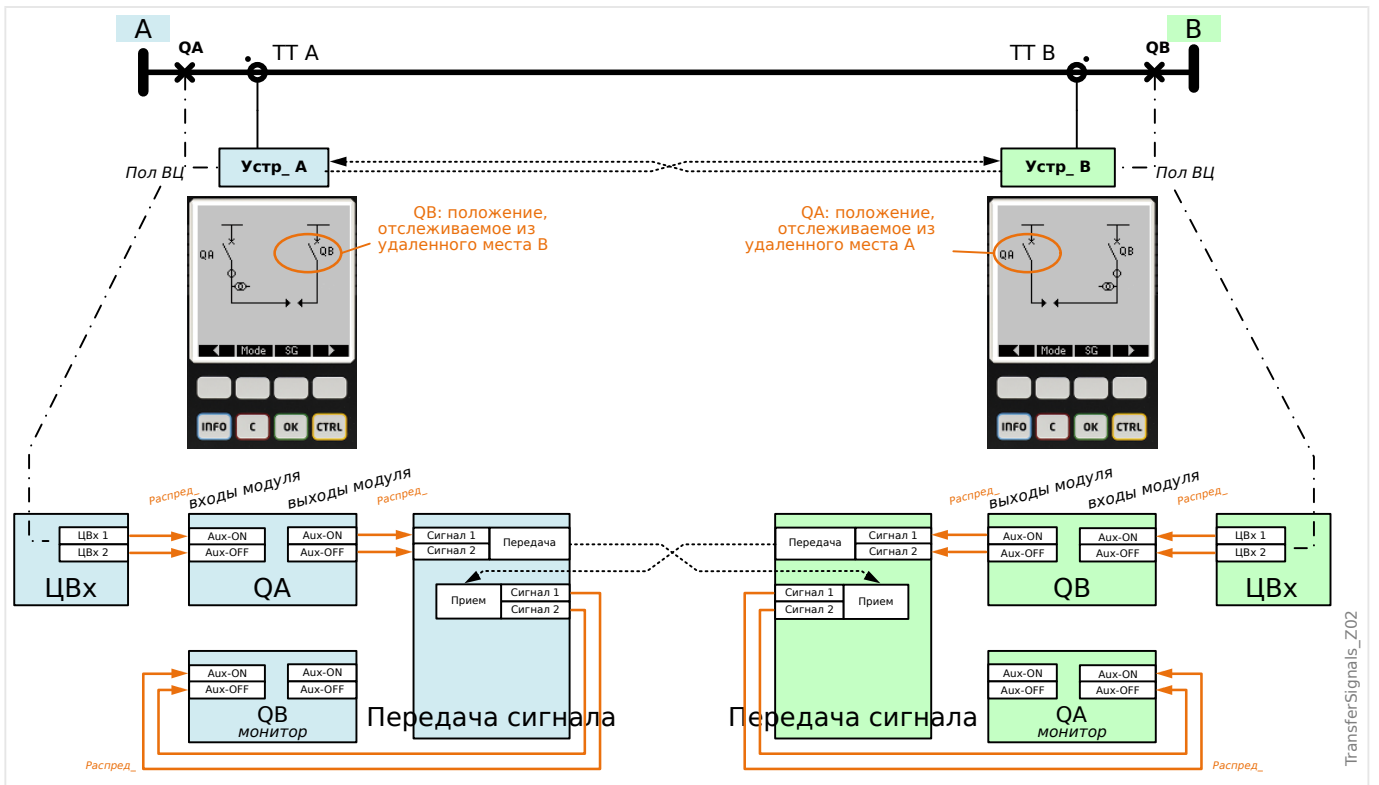 A
B
QA
ТТ A
ТТ B
QB
Пол ВЦ
Устр_ A
Устр_ B
Пол ВЦ
QB: положение,
отслеживаемое из
удаленного места B
QA: положение,
отслеживаемое из
удаленного места A
QA
QB
QA
QB
Mode
SG
Mode
SG
INFO
C
OK
CTRL
INFO
C
OK
CTRL
Распред_
входы модуля
выходы модуля
Распред_
Распред_
выходы модуля
входы модуля
Распред_
ЦВх 1
ЦВх 2
ЦВх
Aux-ON
Aux-OFF
Aux-ON
Aux-OFF
QA
Сигнал 1
Сигнал 2
Передача
Прием
Сигнал 1
Сигнал 2
Передача сигнала
Передача
Сигнал 1
Сигнал 2
Сигнал 1
Сигнал 2
Прием
Передача сигнала
Aux-ON
Aux-OFF
Aux-ON
Aux-OFF
QB
ЦВх 1
ЦВх 2
ЦВх
Aux-ON
Aux-OFF
Aux-ON
Aux-OFF
QB
монитор
Aux-ON
Aux-OFF
Aux-ON
Aux-OFF
QA
монитор
Распред_
Распред_
TransferSignals_Z02